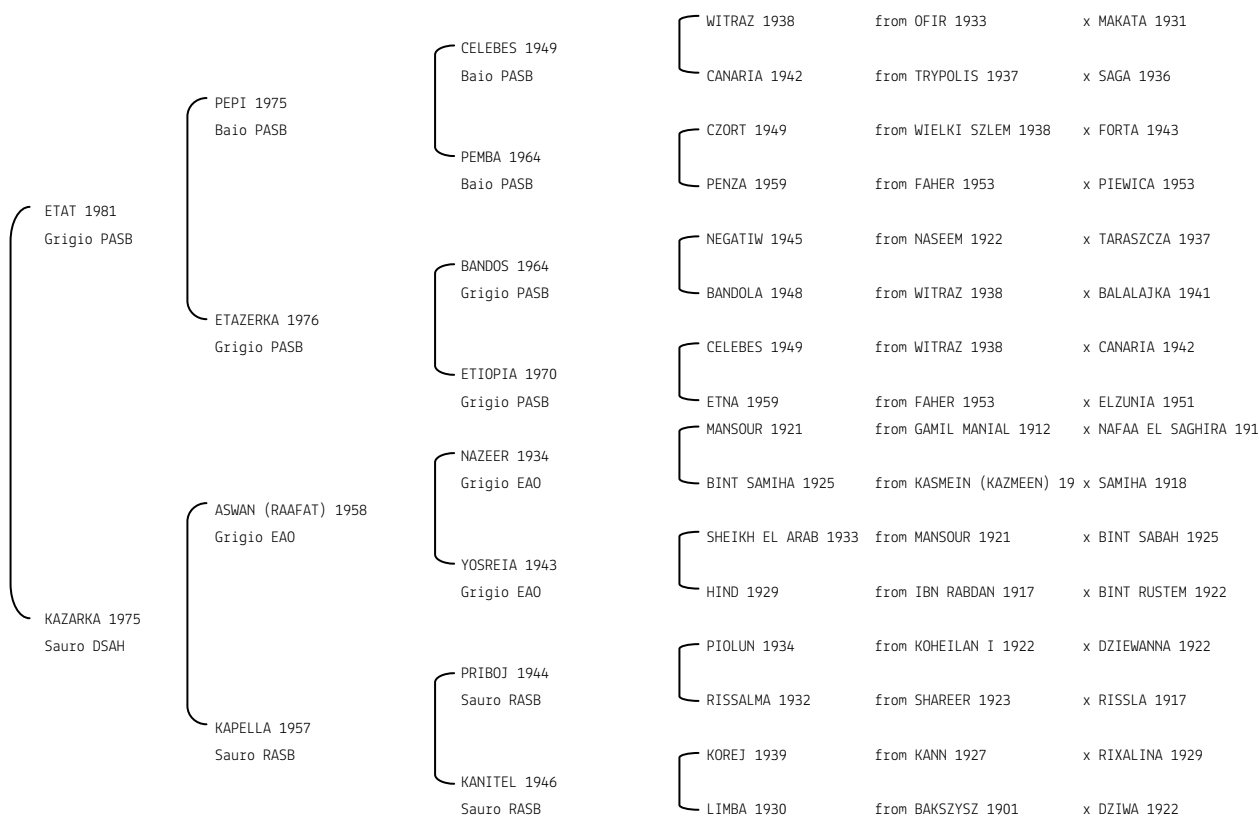 WITRAZ 1938 from OFIR 1933 x MAKATA 1931
CELEBES 1949
Baio PASB
CANARIA 1942 from TRYPOLIS 1937 x SAGA 1936
PEPI 1975
Baio PASB
CZORT 1949 from WIELKI SZLEM 1938 x FORTA 1943
PEMBA 1964
Baio PASB
PENZA 1959 from FAHER 1953 x PIEWICA 1953
ETAT 1981
Grigio PASB
NEGATIW 1945 from NASEEM 1922 x TARASZCZA 1937
BANDOS 1964
Grigio PASB
BANDOLA 1948 from WITRAZ 1938 x BALALAJKA 1941
ETAZERKA 1976
Grigio PASB
CELEBES 1949 from WITRAZ 1938 x CANARIA 1942
ETIOPIA 1970
Grigio PASB
ETNA 1959 from FAHER 1953 x ELZUNIA 1951
MANSOUR 1921 from GAMIL MANIAL 1912 x NAFAA EL SAGHIRA 191
NAZEER 1934
Grigio EAO
BINT SAMIHA 1925 from KASMEIN (KAZMEEN) 19 x SAMIHA 1918
ASWAN (RAAFAT) 1958
Grigio EAO
SHEIKH EL ARAB 1933 from MANSOUR 1921 x BINT SABAH 1925
YOSREIA 1943
Grigio EAO
HIND 1929 from IBN RABDAN 1917 x BINT RUSTEM 1922
KAZARKA 1975
Sauro DSAH
PIOLUN 1934 from KOHEILAN I 1922 x DZIEWANNA 1922
PRIBOJ 1944
Sauro RASB
RISSALMA 1932 from SHAREER 1923 x RISSLA 1917
KAPELLA 1957
Sauro RASB
KOREJ 1939 from KANN 1927 x RIXALINA 1929
KANITEL 1946
Sauro RASB
LIMBA 1930 from BAKSZYSZ 1901 x DZIWA 1922